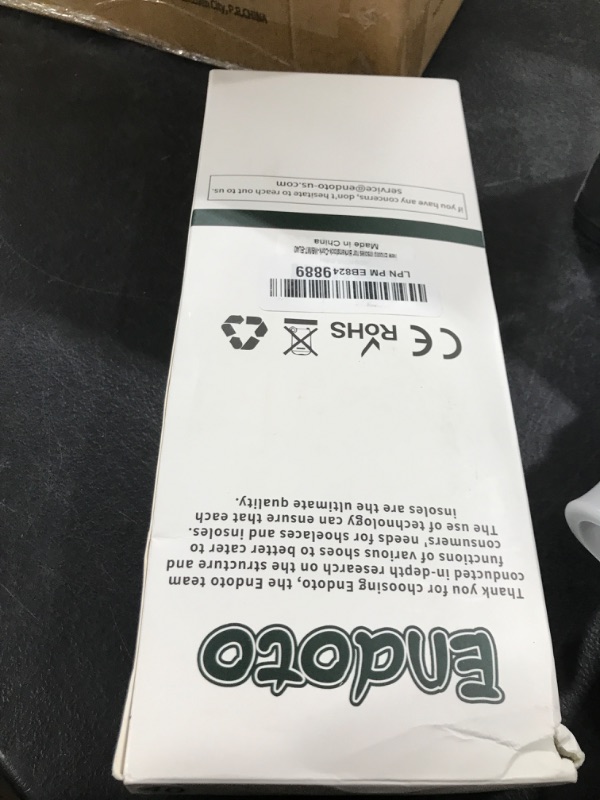 Endoto
Thank you for choosing Endoto, the Endoto team
conducted in-depth research on the structure and
functions of various shoes to better cater to
consumers' needs for shoelaces and insoles.
The use of technology can ensure that each
insoles are the ultimate quality.
CE RoHS
LPN PM EB8249889
Made in China
If you have any concerns, don't hesitate to reach out to us.
service@endoto-us.com